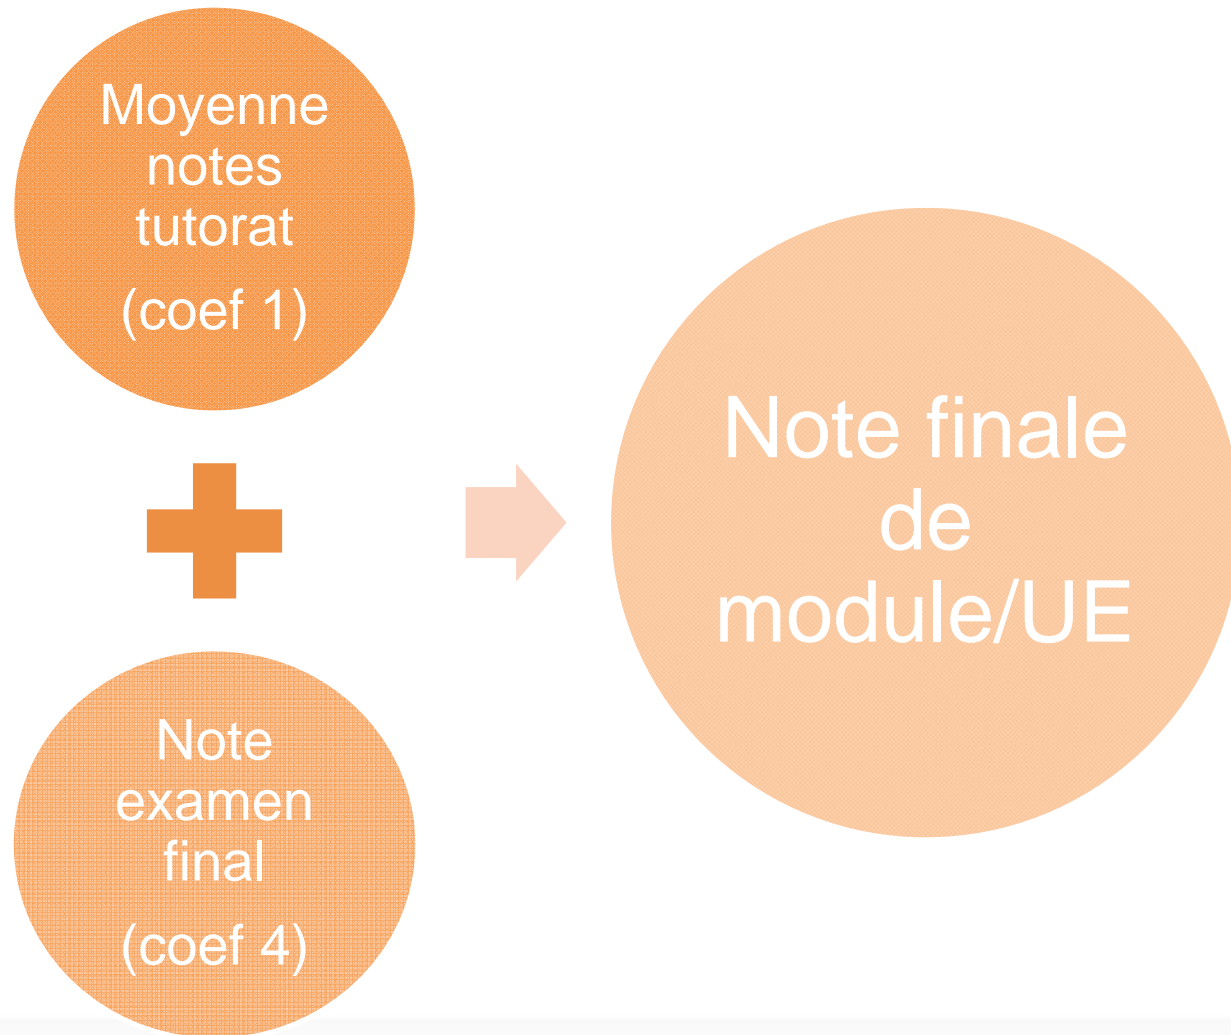 Moyenne
notes
tutorat
(coef 1)
Note
examen
final
(coef 4)
Note finale
de
module/UE